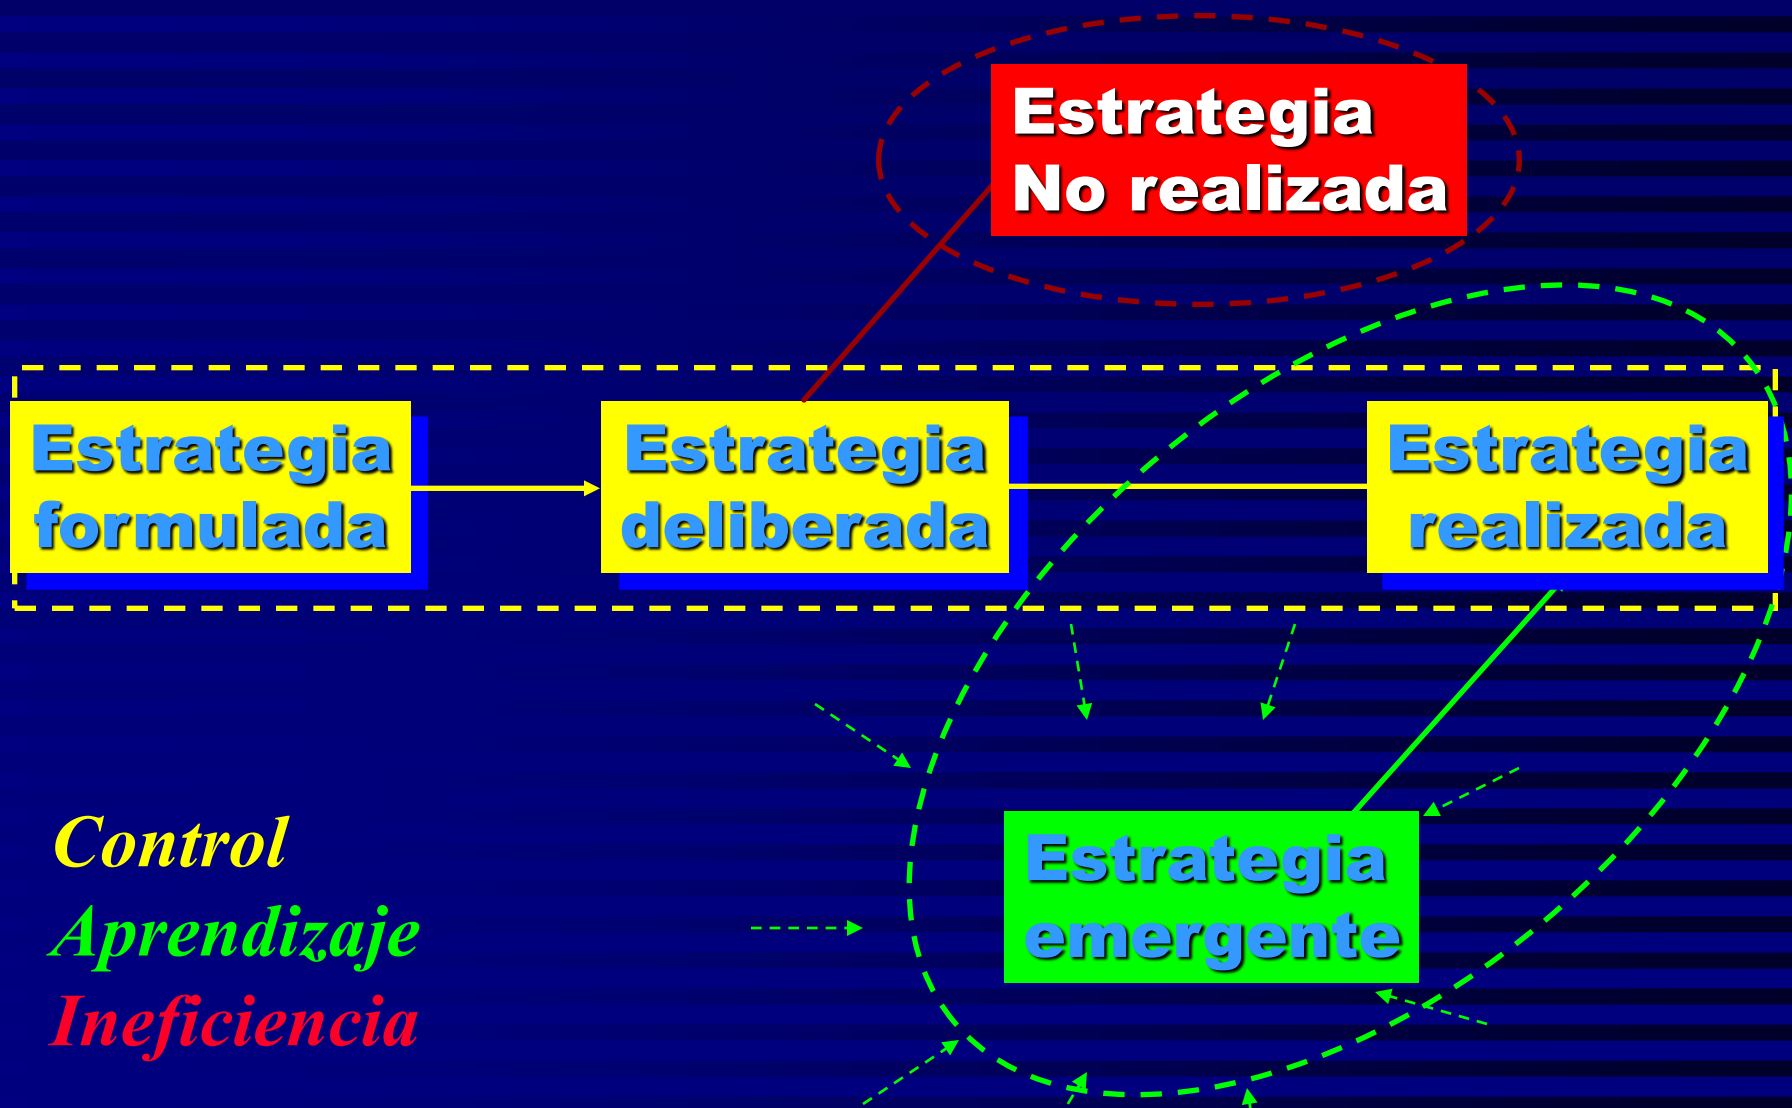 Estrategia
No realizada
Estrategia
formulada
Estrategia
deliberada
Estrategia
realizada
Estrategia
emergente
Control
Aprendizaje
Ineficiencia